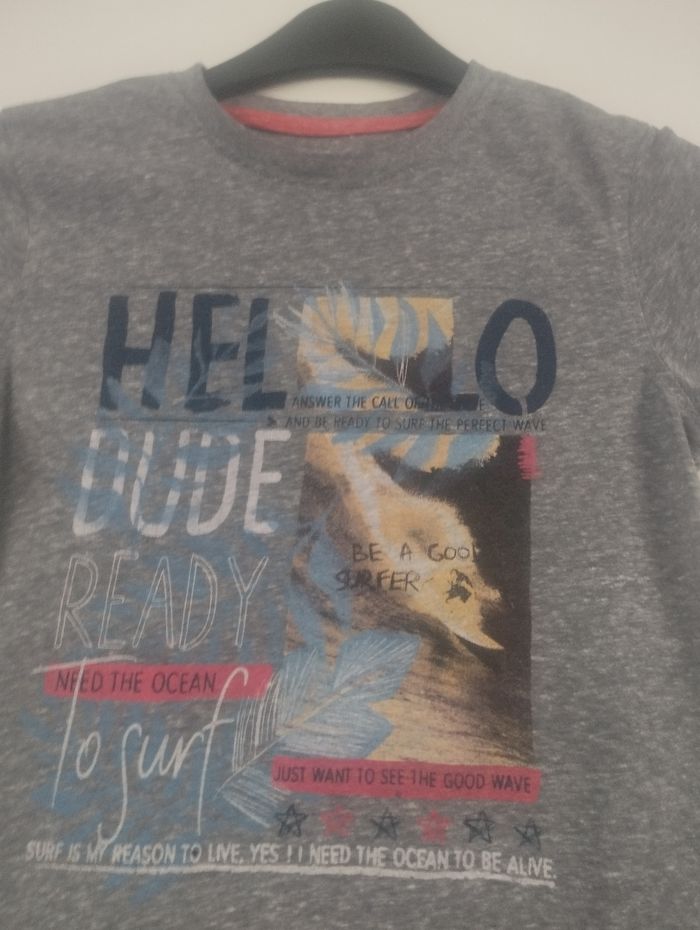 HELLO
ANSWER THE CALL OF THE
AND BE READY TO SURF THE PERFECT WAVE
DUDE
BE A GOOD
SURFER
READY
NEED THE OCEAN
To surf
JUST WANT TO SEE THE GOOD WAVE
SURF IS MY REASON TO LIVE, YES ! I NEED THE OCEAN TO BE ALIVE.